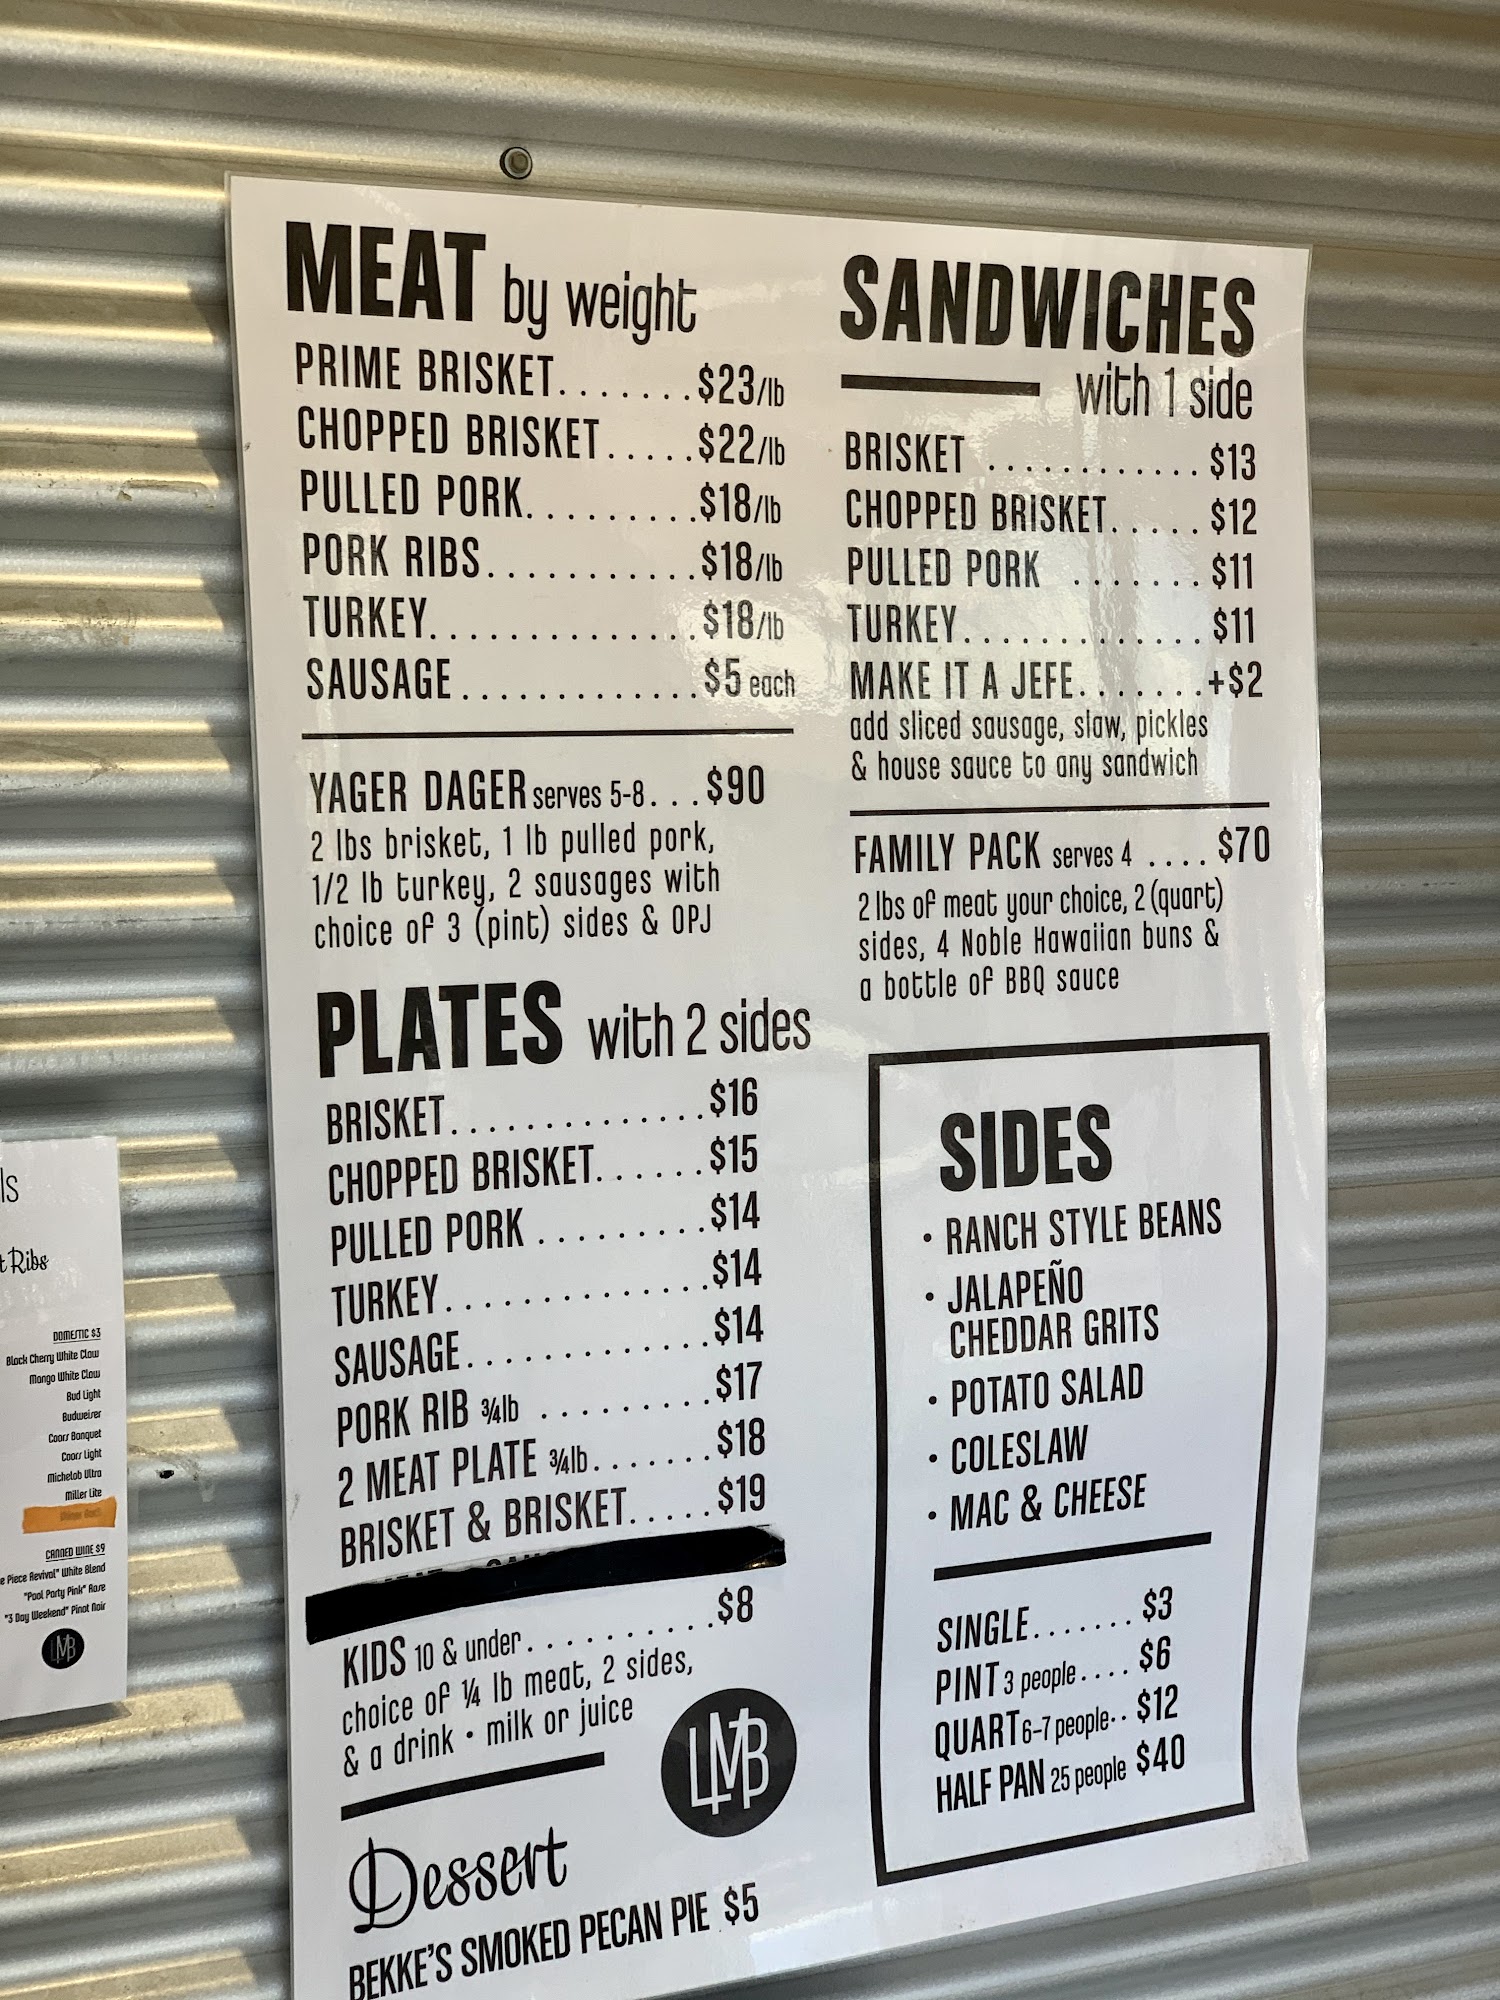 MEAT by weight
PRIME BRISKET.......$23/lb
CHOPPED BRISKET.....$22/lb
PULLED PORK.........$18/lb
PORK RIBS...........$18/lb
TURKEY..............$18/lb
SAUSAGE.............$5 each
YAGER DAGER serves 5-8...$90
2 lbs brisket, 1 lb pulled pork,
1/2 lb turkey, 2 sausages with
choice of 3 (pint) sides & OPJ
PLATES with 2 sides
BRISKET.............$16
CHOPPED BRISKET......$15
PULLED PORK.........$14
TURKEY..............$14
SAUSAGE.............$14
PORK RIB ¾lb.........$17
2 MEAT PLATE ¾lb.......$18
BRISKET & BRISKET.....$19
KIDS 10 & under..........$8
choice of ¼ lb meat, 2 sides,
& a drink • milk or juice
LMB
Dessert
BEKKE'S SMOKED PECAN PIE $5
SANDWICHES
with 1 side
BRISKET ............$13
CHOPPED BRISKET.....$12
PULLED PORK .......$11
TURKEY.............$11
MAKE IT A JEFE.......+$2
add sliced sausage, slaw, pickles
& house sauce to any sandwich
FAMILY PACK serves 4 ....$70
2 lbs of meat your choice, 2 (quart)
sides, 4 Noble Hawaiian buns &
a bottle of BBQ sauce
SIDES
• RANCH STYLE BEANS
• JALAPEÑO
CHEDDAR GRITS
• POTATO SALAD
• COLESLAW
• MAC & CHEESE
SINGLE.......$3
PINT 3 people....$6
QUART 6-7 people..$12
HALF PAN 25 people $40
ls
t Ribs
DOMESTIC $3
Black Cherry White Claw
Mango White Claw
Bud Light
Budweiser
Coors Banquet
Coors Light
Michelob Ultra
Miller Lite
CANNED WINE $9
e Piece Revival" White Blend
"Pool Party Pink" Rose
"3 Day Weekend" Pinot Noir
LMB